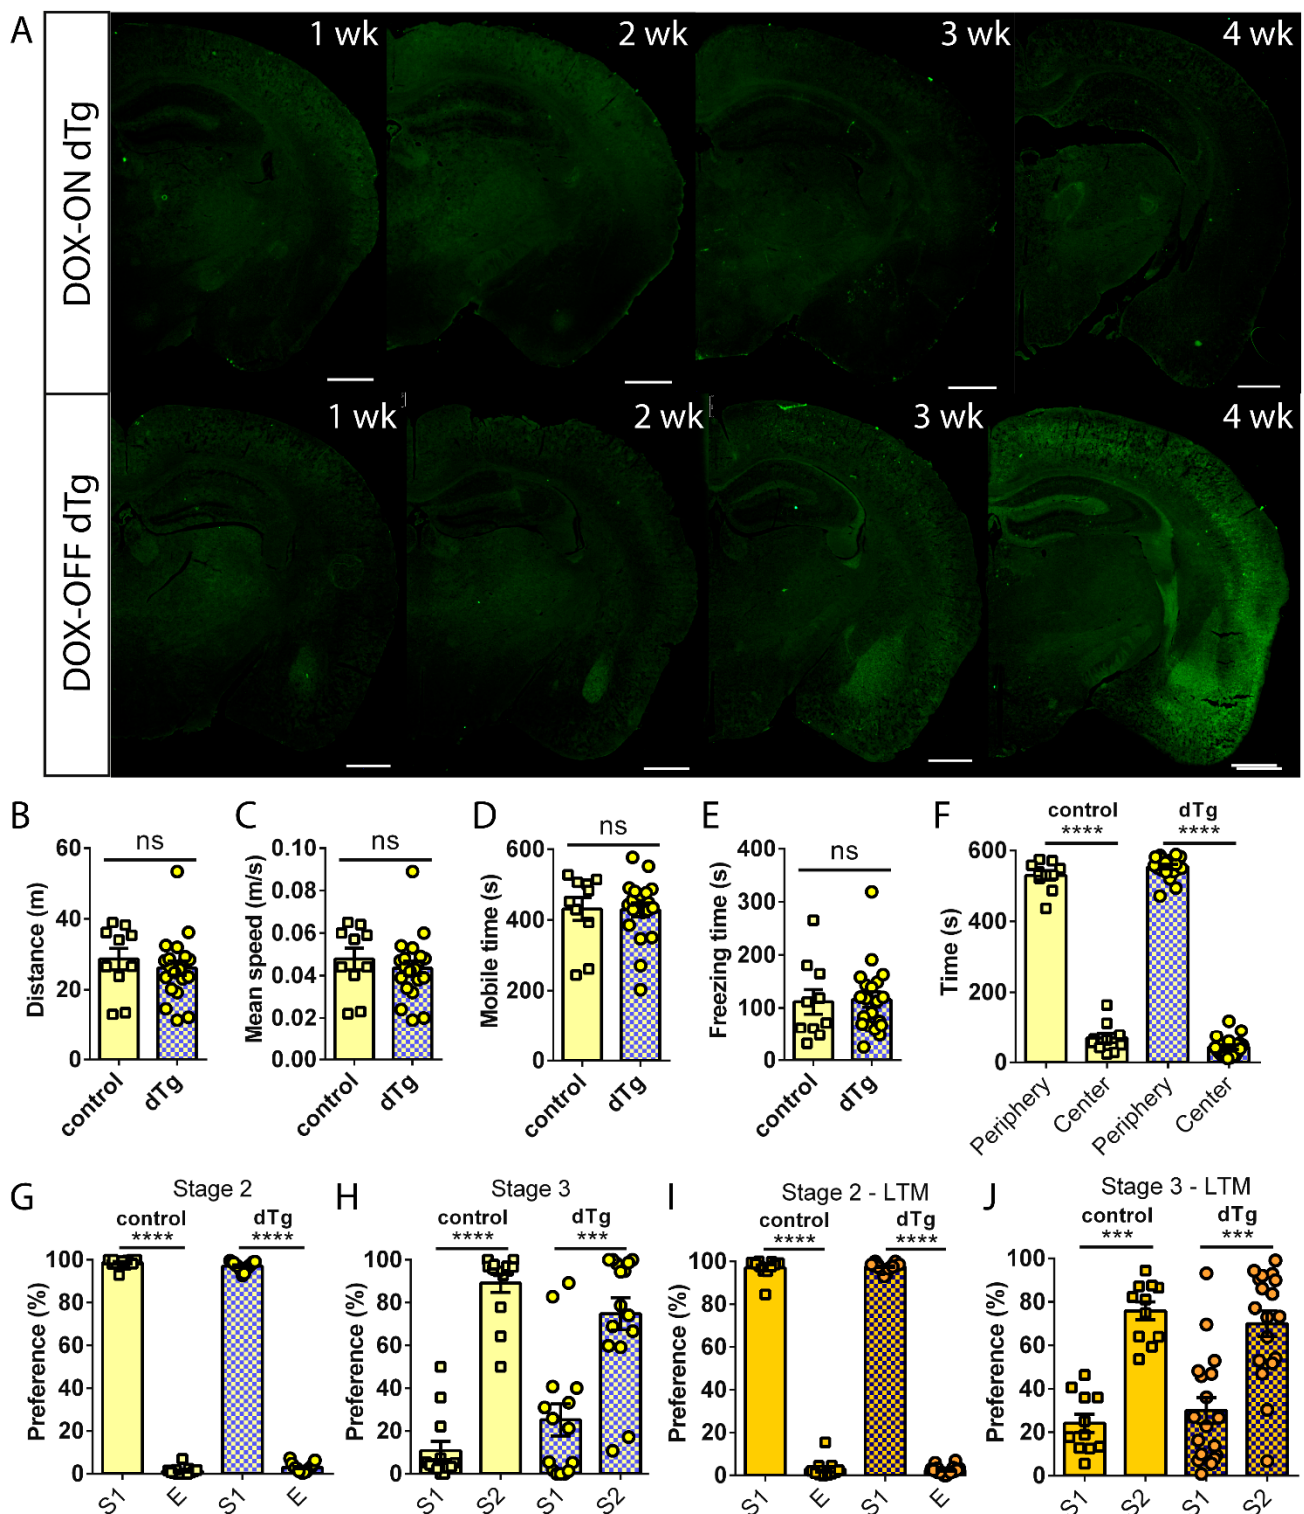 A
DOX-ON dTg
1 wk
2 wk
3 wk
4 wk
DOX-OFF dTg
1 wk
2 wk
3 wk
4 wk
B
ns
Distance (m)
60
40
20
0
control
dTg
C
ns
Mean speed (m/s)
0.10
0.08
0.06
0.04
0.02
0.00
control
dTg
D
ns
Mobile time (s)
600
400
200
0
control
dTg
E
ns
Freezing time (s)
400
300
200
100
0
control
dTg
F
control
dTg
****
****
Time (s)
600
400
200
0
Periphery
Center
Periphery
Center
G
Stage 2
control
dTg
****
****
Preference (%)
100
80
60
40
20
0
S1
E
S1
E
H
Stage 3
control
dTg
****
***
Preference (%)
100
80
60
40
20
0
S1
S2
S1
S2
I
Stage 2 - LTM
control
dTg
****
****
Preference (%)
100
80
60
40
20
0
S1
E
S1
E
J
Stage 3 - LTM
control
dTg
***
***
Preference (%)
100
80
60
40
20
0
S1
S2
S1
S2